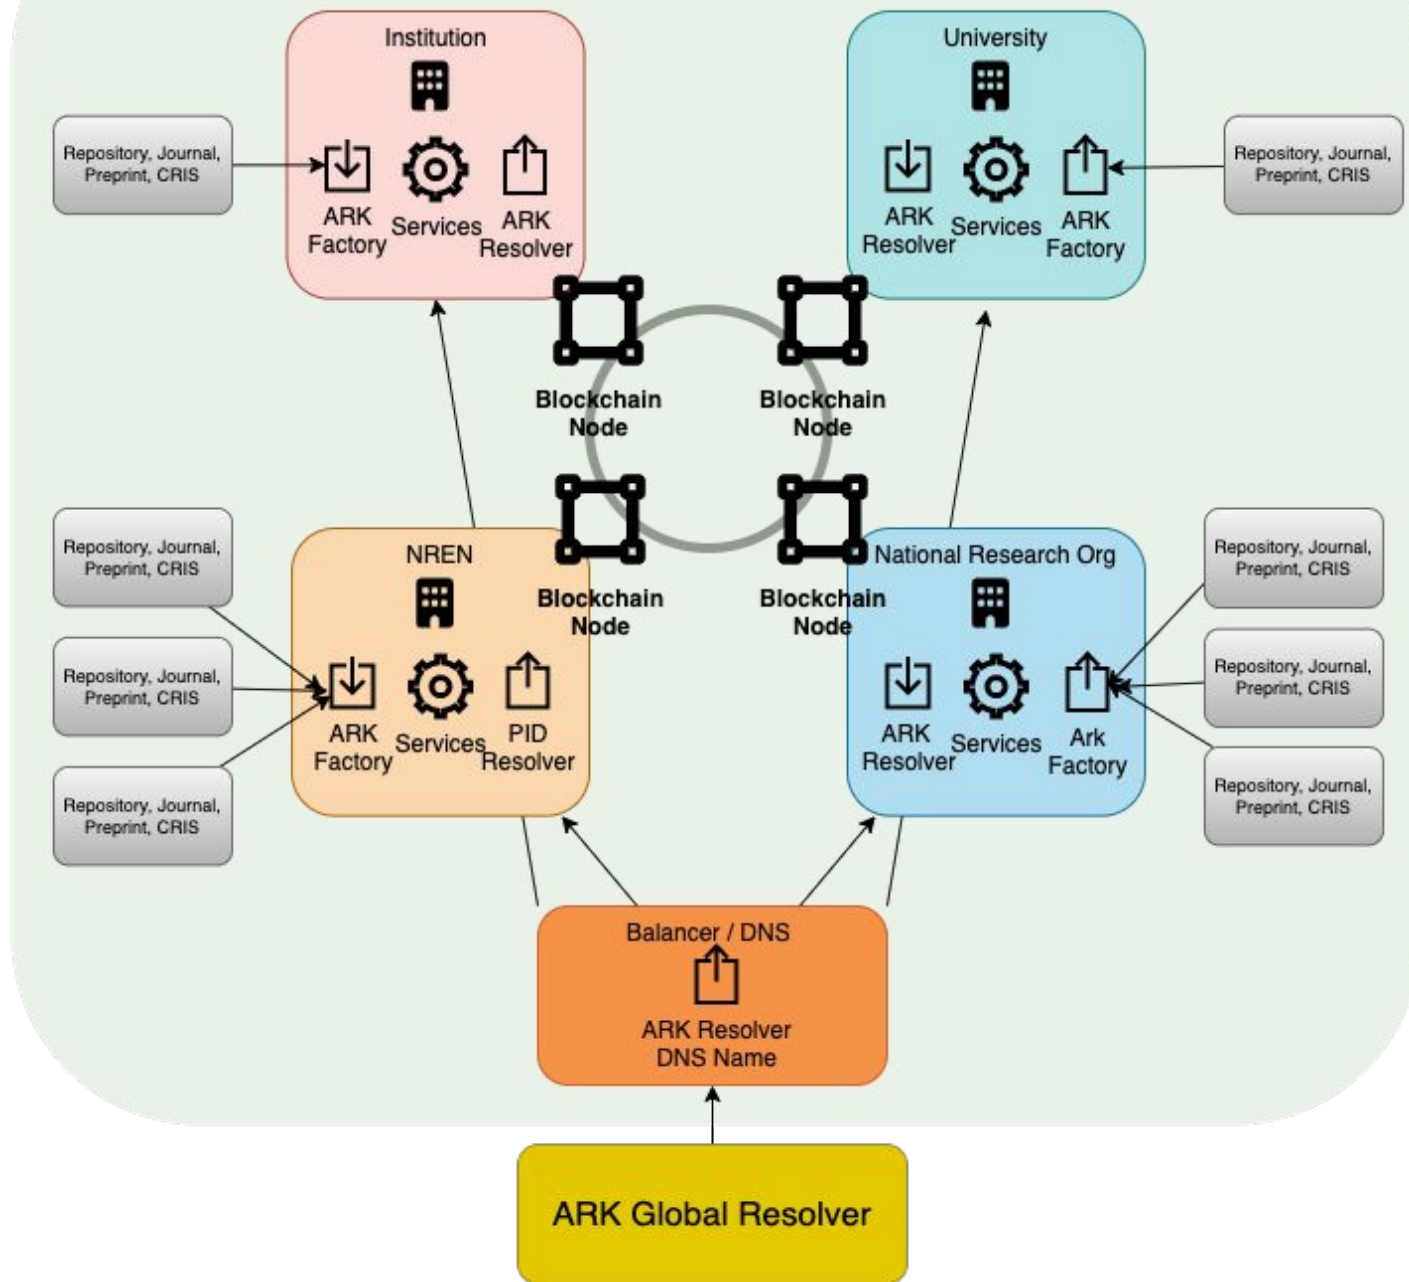 Institution
University
Repository, Journal,
Preprint, CRIS
ARK
Factory
Services
ARK
Resolver
ARK
Resolver
Services
ARK
Factory
Repository, Journal,
Preprint, CRIS
Blockchain
Node
Blockchain
Node
Repository, Journal,
Preprint, CRIS
Repository, Journal,
Preprint, CRIS
Repository, Journal,
Preprint, CRIS
NREN
Blockchain
Node
ARK
Factory
Services
PID
Resolver
National Research Org
Blockchain
Node
ARK
Resolver
Services
Ark
Factory
Repository, Journal,
Preprint, CRIS
Repository, Journal,
Preprint, CRIS
Repository, Journal,
Preprint, CRIS
Balancer / DNS
ARK Resolver
DNS Name
ARK Global Resolver